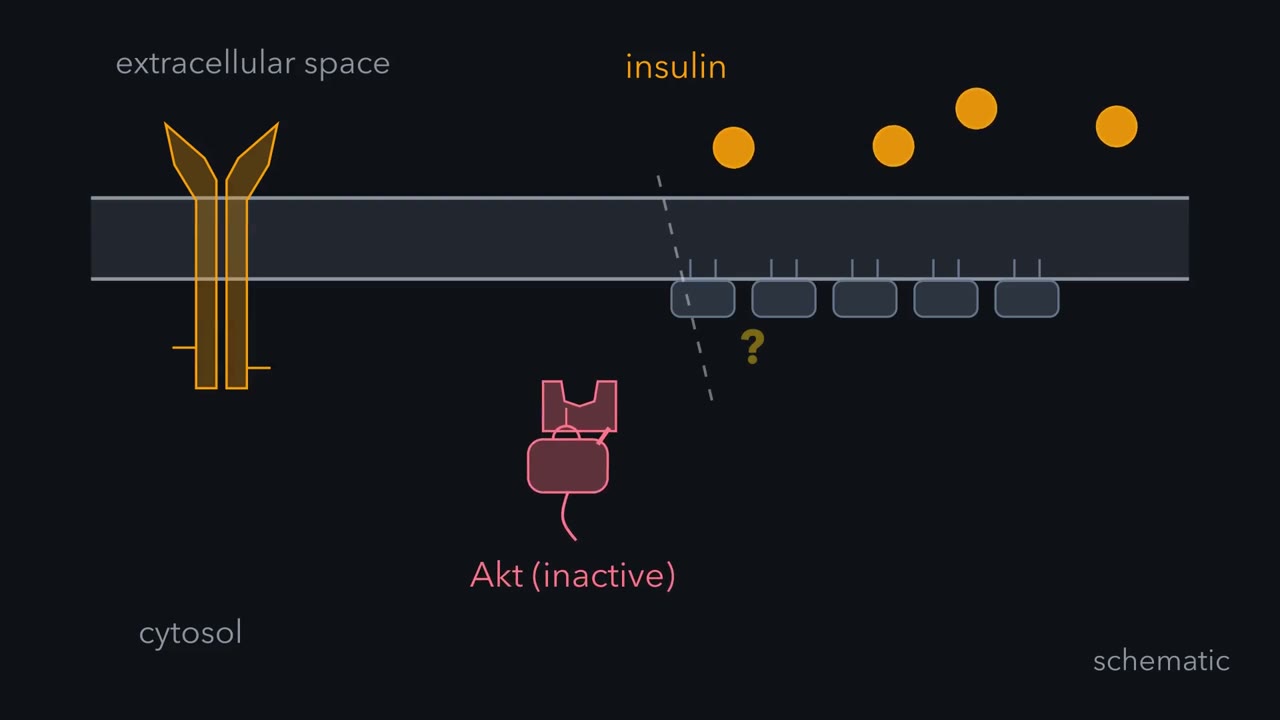 extracellular space
insulin
?
Akt (inactive)
cytosol
schematic